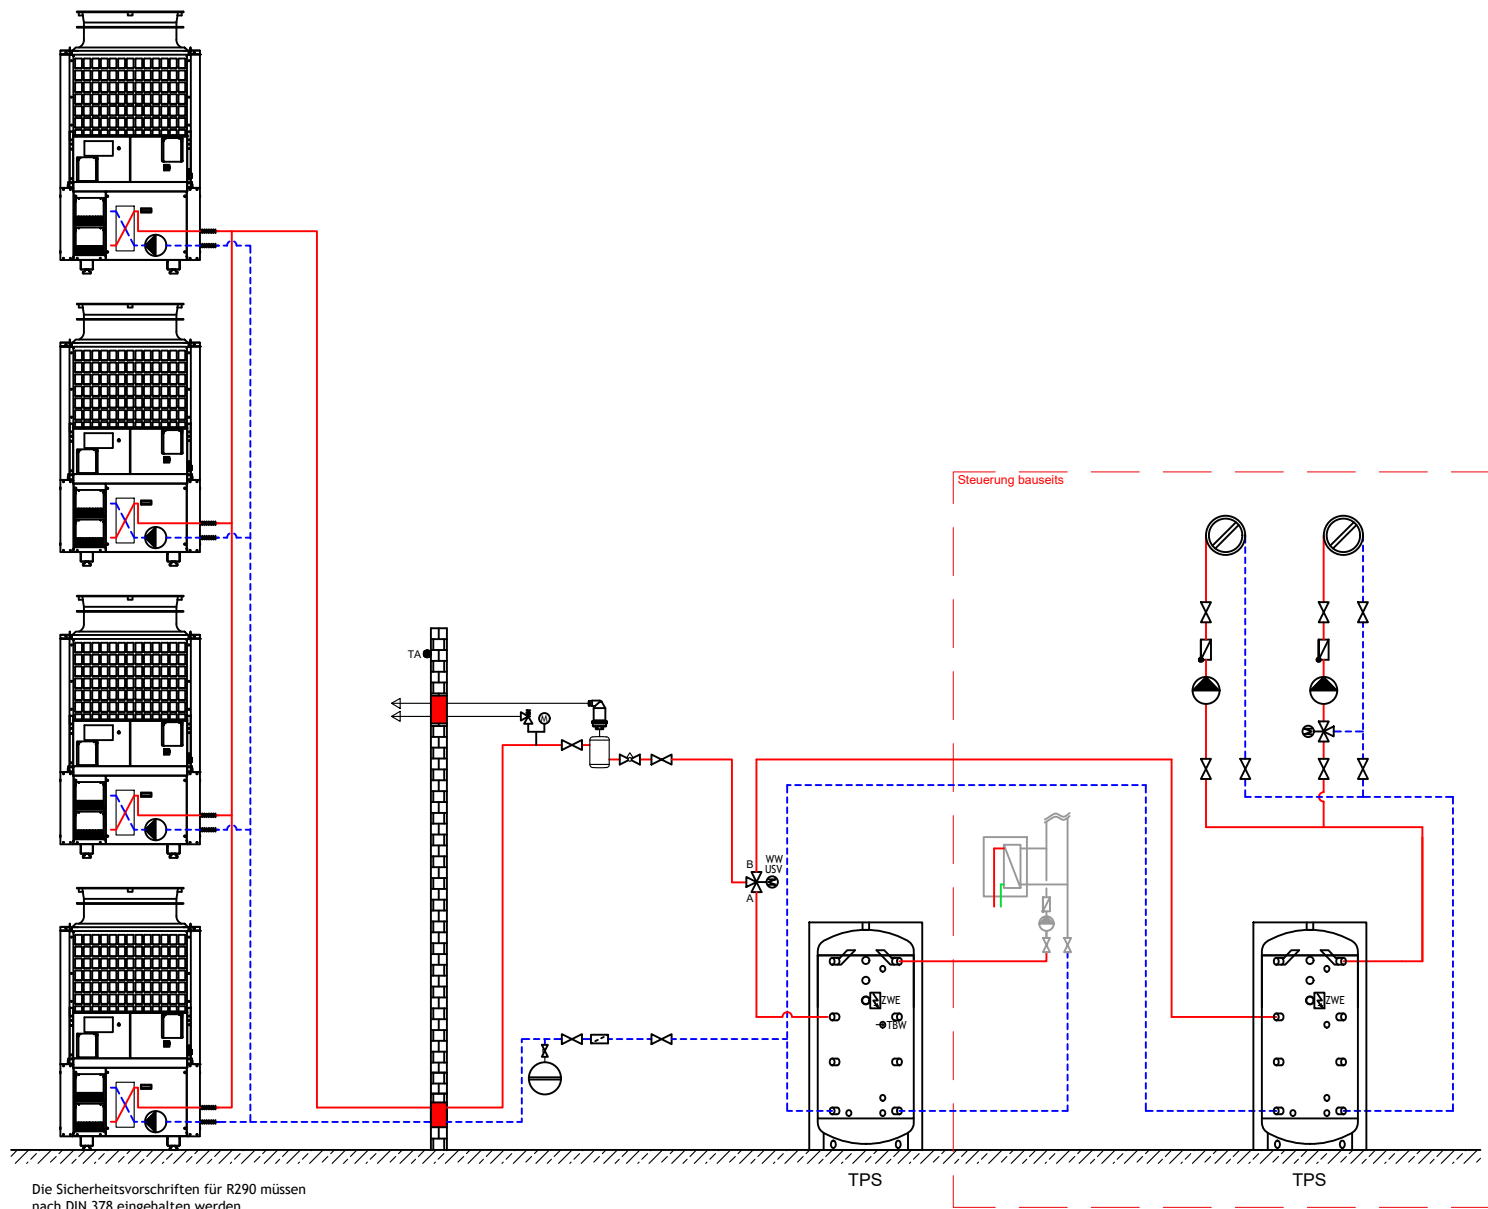 Steuerung bauseits
TA
M
B
WW
USV
A
ZWE
TBW
ZWE
TPS
TPS
Die Sicherheitsvorschriften für R290 müssen
nach DIN 378 eingehalten werden